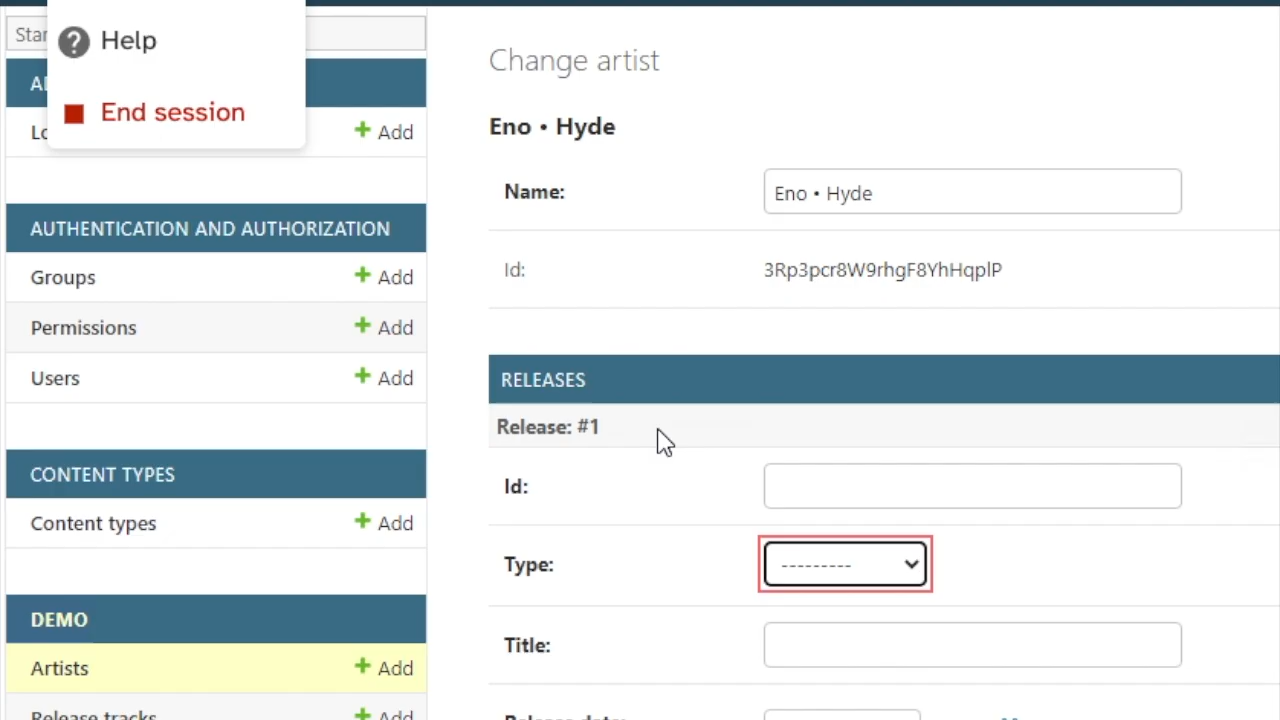 Star
Help
End session
Add
AUTHENTICATION AND AUTHORIZATION
Groups Add
Permissions Add
Users Add
CONTENT TYPES
Content types Add
DEMO
Artists Add
Release tracks Add
Change artist
Eno • Hyde
Name: Eno • Hyde
Id: 3Rp3pcr8W9rhgF8YhHqplP
RELEASES
Release: #1
Id:
Type: ---------
Title:
Release date: